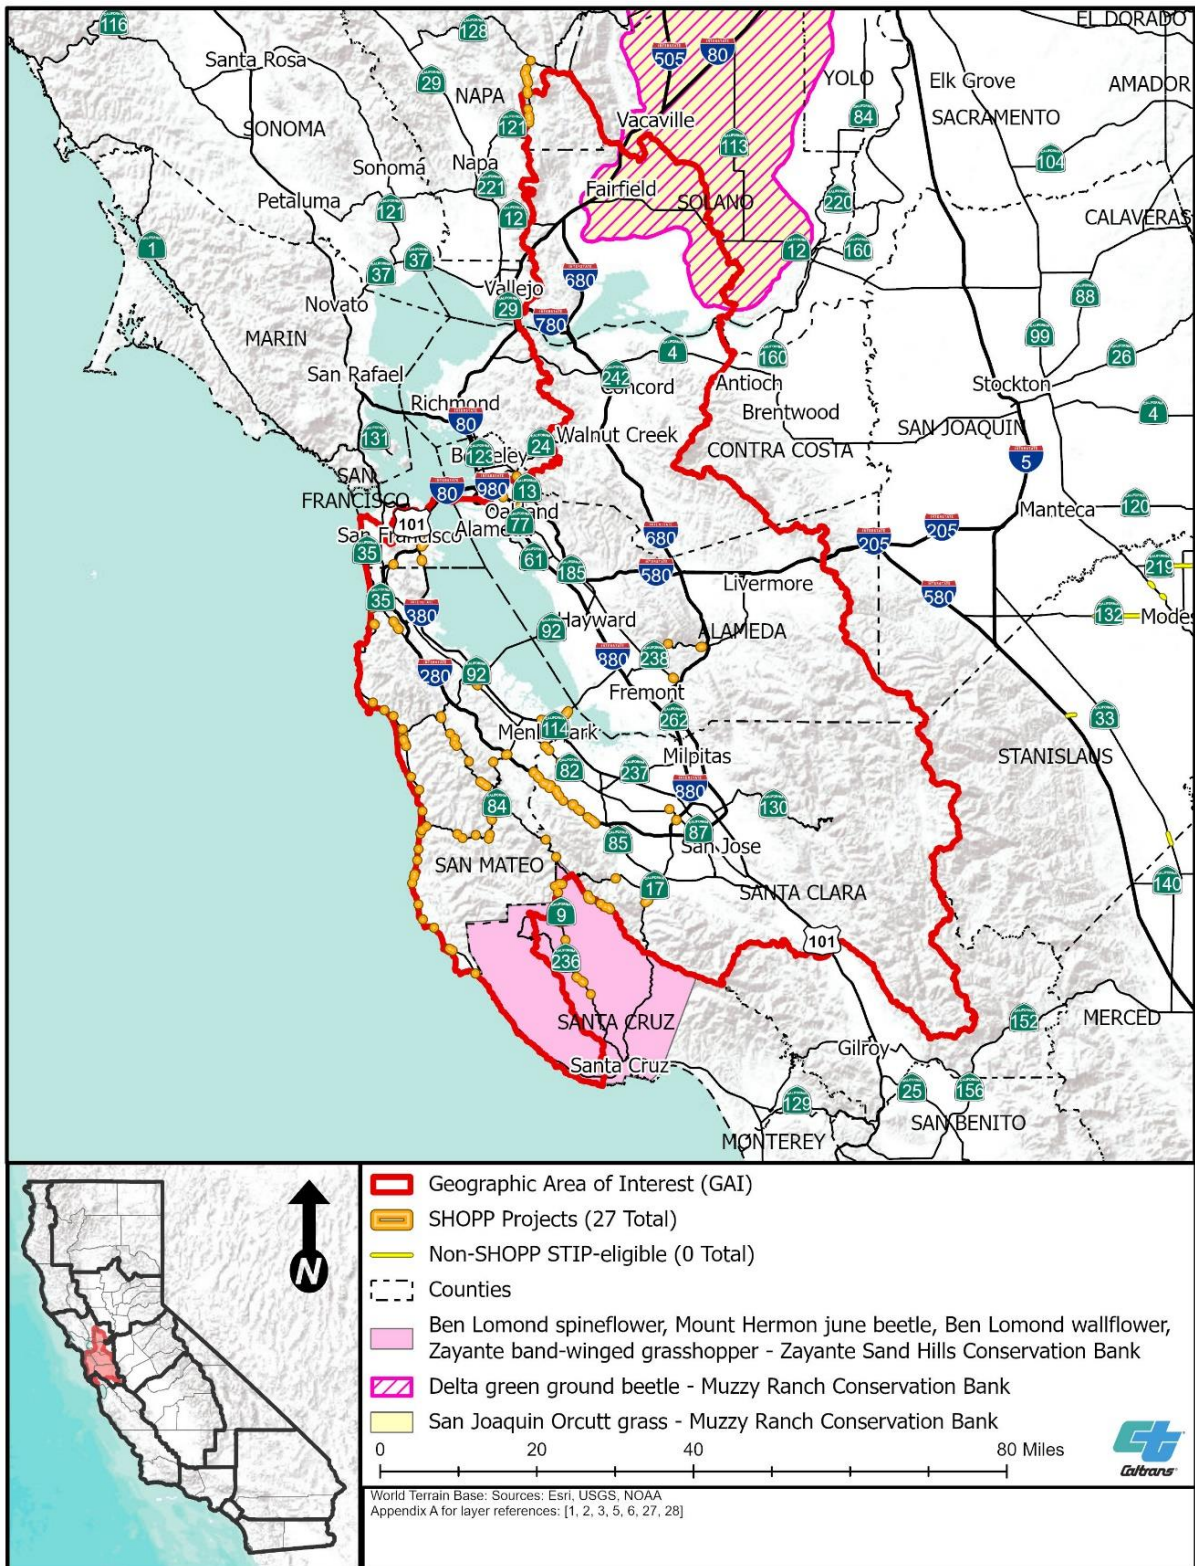 116
128
EL DORADO
Santa Rosa
505
80
29
YOLO
Elk Grove
AMADOR
NAPA
84
SACRAMENTO
SONOMA
121
Vacaville
113
104
Sonoma
Napa
221
Fairfield
SOLANO
220
Petaluma
121
12
CALAVERAS
1
37
37
12
160
680
Vallejo
88
Novato
29
780
MARIN
4
160
99
26
San Rafael
242
Concord
Antioch
Stockton
Richmond
Brentwood
4
80
131
24
Walnut Creek
SAN JOAQUIN
123
CONTRA COSTA
5
SAN
FRANCISCO
80
980
13
Manteca
120
101
Oakland
San Francisco
77
205
205
35
61
680
219
185
580
Livermore
580
35
380
92
Hayward
132
ALAMEDA
880
238
280
92
Fremont
114
262
33
Milpitas
STANISLAUS
82
237
880
84
130
85
87
San Jose
SAN MATEO
17
SANTA CLARA
140
9
101
236
SANTA CRUZ
152
MERCED
Gilroy
Santa Cruz
129
25
156
SAN BENITO
MONTEREY
N
Geographic Area of Interest (GAI)
SHOPP Projects (27 Total)
Non-SHOPP STIP-eligible (0 Total)
Counties
Ben Lomond spineflower, Mount Hermon june beetle, Ben Lomond wallflower,
Zayante band-winged grasshopper - Zayante Sand Hills Conservation Bank
Delta green ground beetle - Muzzy Ranch Conservation Bank
San Joaquin Orcutt grass - Muzzy Ranch Conservation Bank
0 20 40 80 Miles
ct
Caltrans
World Terrain Base: Sources: Esri, USGS, NOAA
Appendix A for layer references: [1, 2, 3, 5, 6, 27, 28]